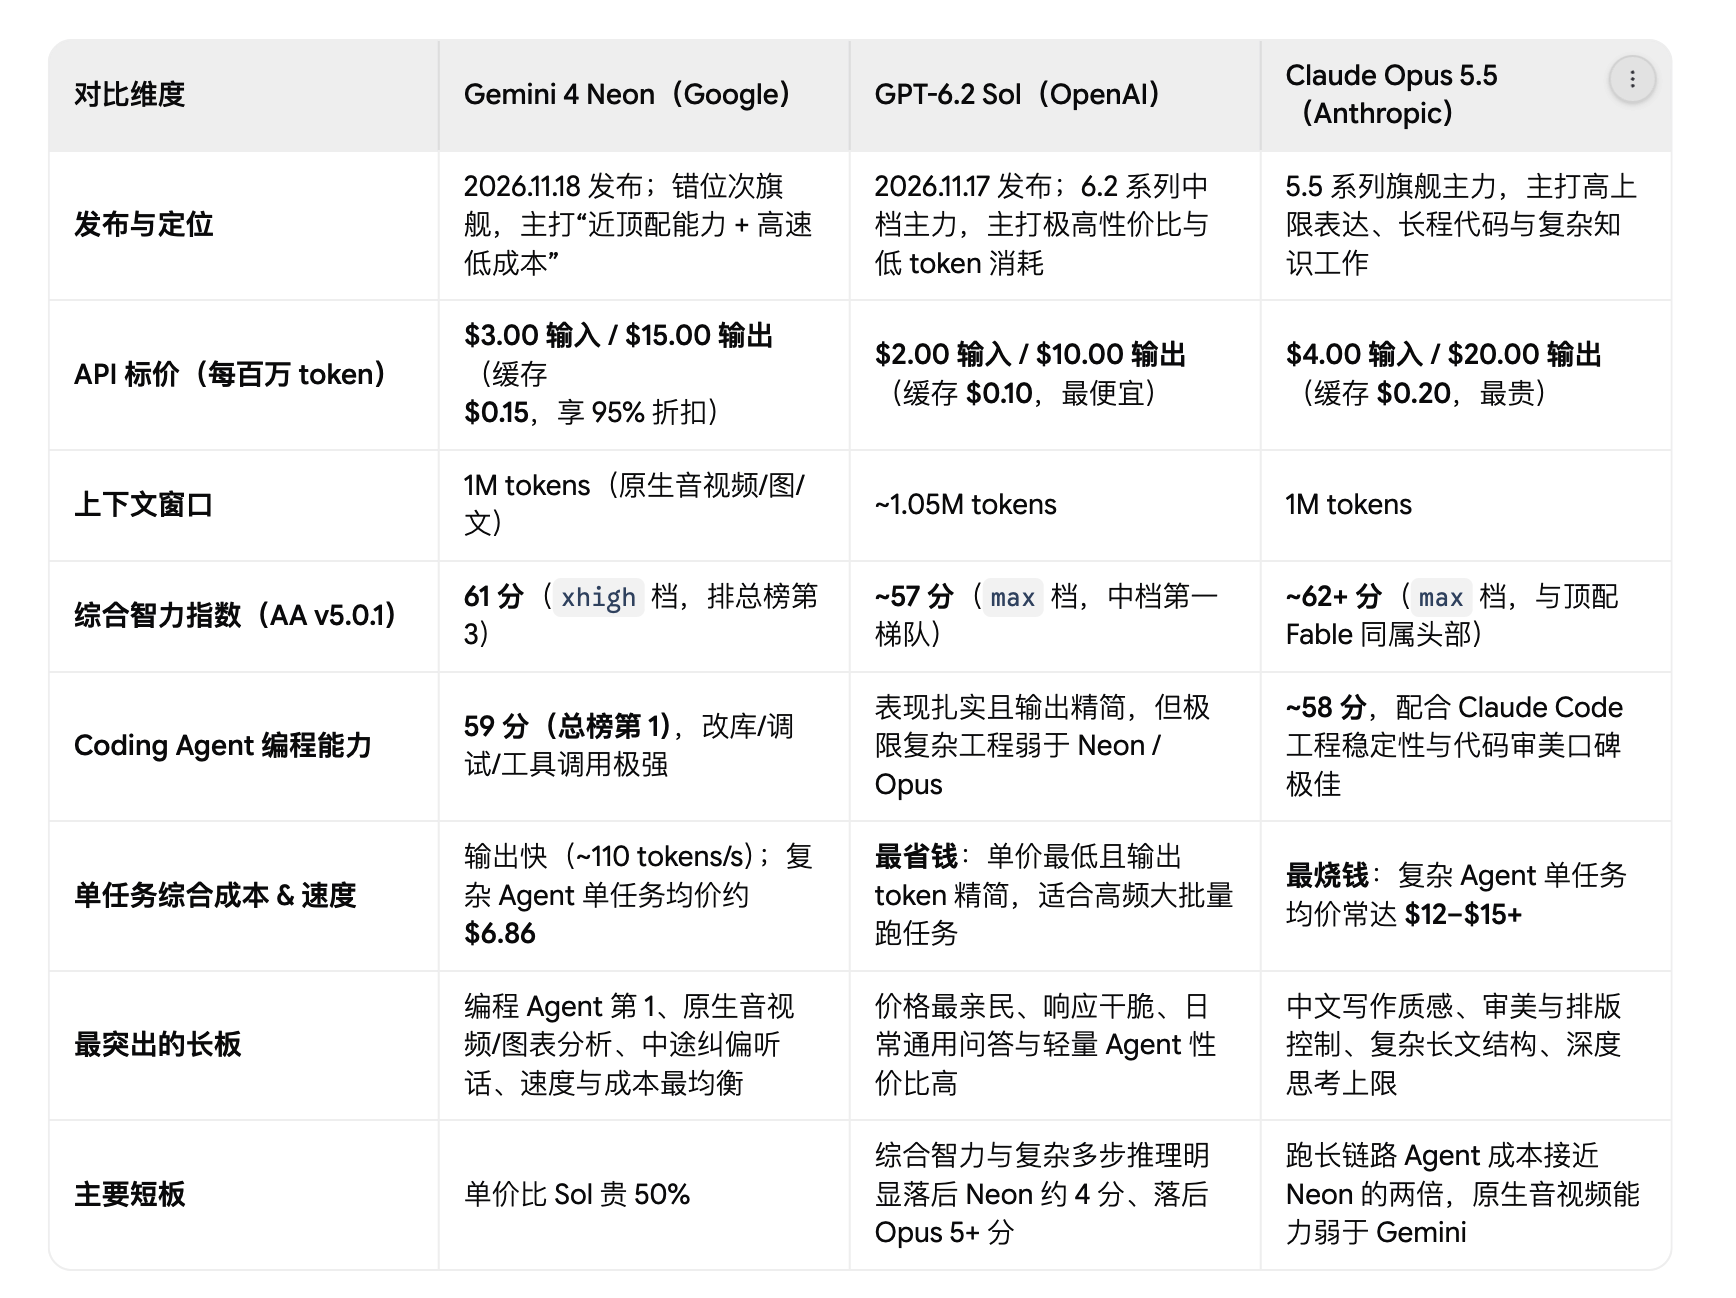 对比维度
Gemini 4 Neon（Google）
GPT-6.2 Sol（OpenAI）
Claude Opus 5.5
（Anthropic）
发布与定位
2026.11.18 发布；错位次旗
舰，主打“近顶配能力 + 高速
低成本”
2026.11.17 发布；6.2 系列中
档主力，主打极高性价比与
低 token 消耗
5.5 系列旗舰主力，主打高上
限表达、长程代码与复杂知
识工作
API 标价（每百万 token）
$3.00 输入 / $15.00 输出
（缓存
$0.15，享 95% 折扣）
$2.00 输入 / $10.00 输出
（缓存 $0.10，最便宜）
$4.00 输入 / $20.00 输出
（缓存 $0.20，最贵）
上下文窗口
1M tokens（原生音视频/图/
文）
~1.05M tokens
1M tokens
综合智力指数（AA v5.0.1）
61 分（xhigh 档，排总榜第
3）
~57 分（max 档，中档第一
梯队）
~62+ 分（max 档，与顶配
Fable 同属头部）
Coding Agent 编程能力
59 分（总榜第 1），改库/调
试/工具调用极强
表现扎实且输出精简，但极
限复杂工程弱于 Neon /
Opus
~58 分，配合 Claude Code
工程稳定性与代码审美口碑
极佳
单任务综合成本 & 速度
输出快（~110 tokens/s）；复
杂 Agent 单任务均价约
$6.86
最省钱：单价最低且输出
token 精简，适合高频大批量
跑任务
最烧钱：复杂 Agent 单任务
均价常达 $12–$15+
最突出的长板
编程 Agent 第 1、原生音视
频/图表分析、中途纠偏听
话、速度与成本最均衡
价格最亲民、响应干脆、日
常通用问答与轻量 Agent 性
价比高
中文写作质感、审美与排版
控制、复杂长文结构、深度
思考上限
主要短板
单价比 Sol 贵 50%
综合智力与复杂多步推理明
显落后 Neon 约 4 分、落后
Opus 5+ 分
跑长链路 Agent 成本接近
Neon 的两倍，原生音视频能
力弱于 Gemini